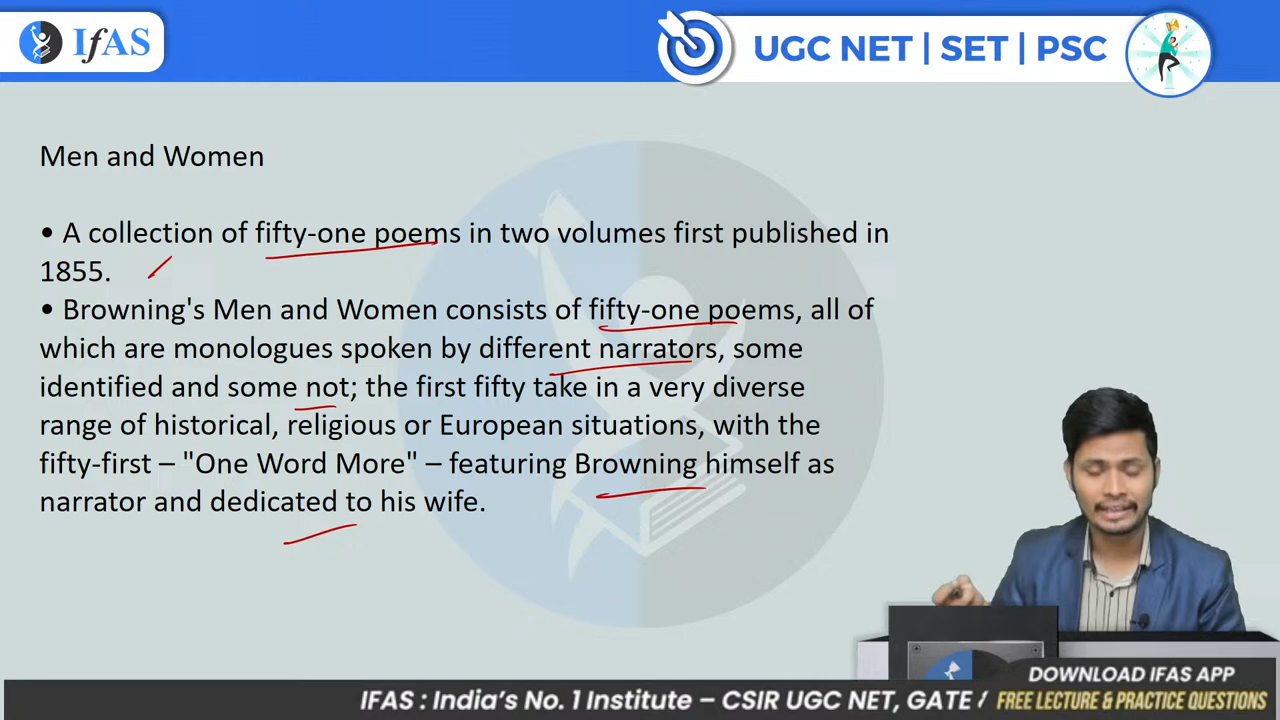 IfAS
UGC NET | SET | PSC
Men and Women
• A collection of fifty-one poems in two volumes first published in
1855.
• Browning's Men and Women consists of fifty-one poems, all of
which are monologues spoken by different narrators, some
identified and some not; the first fifty take in a very diverse
range of historical, religious or European situations, with the
fifty-first – "One Word More" – featuring Browning himself as
narrator and dedicated to his wife.
DOWNLOAD IFAS APP
IFAS : India's No. 1 Institute – CSIR UGC NET, GATE
FREE LECTURE & PRACTICE QUESTIONS